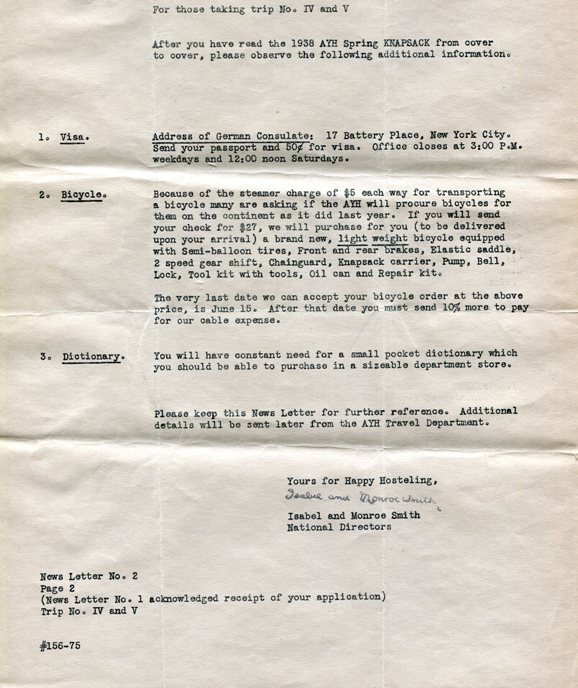 For those taking trip No. IV and V
After you have read the 1938 AYH Spring KNAPSACK from cover
to cover, please observe the following additional information.
1. Visa. Address of German Consulate: 17 Battery Place, New York City.
Send your passport and 50¢ for visa. Office closes at 3:00 P.M.
weekdays and 12:00 noon Saturdays.
2. Bicycle. Because of the steamer charge of $5 each way for transporting
a bicycle many are asking if the AYH will procure bicycles for
them on the continent as it did last year. If you will send
your check for $27, we will purchase for you (to be delivered
upon your arrival) a brand new, light weight bicycle equipped
with Semi-balloon tires, Front and rear brakes, Elastic saddle,
2 speed gear shift, Chainguard, Knapsack carrier, Pump, Bell,
Lock, Tool kit with tools, Oil can and Repair kit.
The very last date we can accept your bicycle order at the above
price, is June 15. After that date you must send 10% more to pay
for our cable expense.
3. Dictionary. You will have constant need for a small pocket dictionary which
you should be able to purchase in a sizeable department store.
Please keep this News Letter for further reference. Additional
details will be sent later from the AYH Travel Department.
Yours for Happy Hosteling,
Isabel and Monroe Smith
Isabel and Monroe Smith
National Directors
News Letter No. 2
Page 2
(News Letter No. 1 acknowledged receipt of your application)
Trip No. IV and V
#156-75